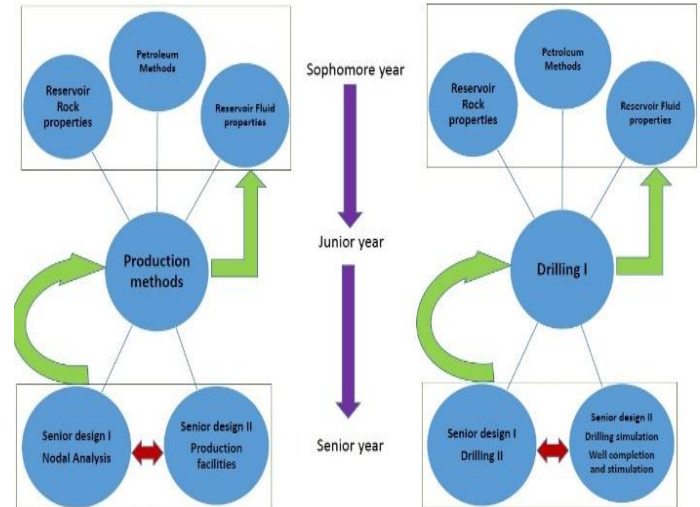 Petroleum
Methods
Reservoir
Rock
properties
Reservoir Fluid
properties
Production
methods
Senior design I
Nodal Analysis
Senior design II
Production
facilities
Sophomore year
Junior year
Senior year
Petroleum
Methods
Reservoir
Rock
properties
Reservoir Fluid
properties
Drilling I
Senior design I
Drilling II
Senior design II
Drilling simulation
Well completion
and stimulation